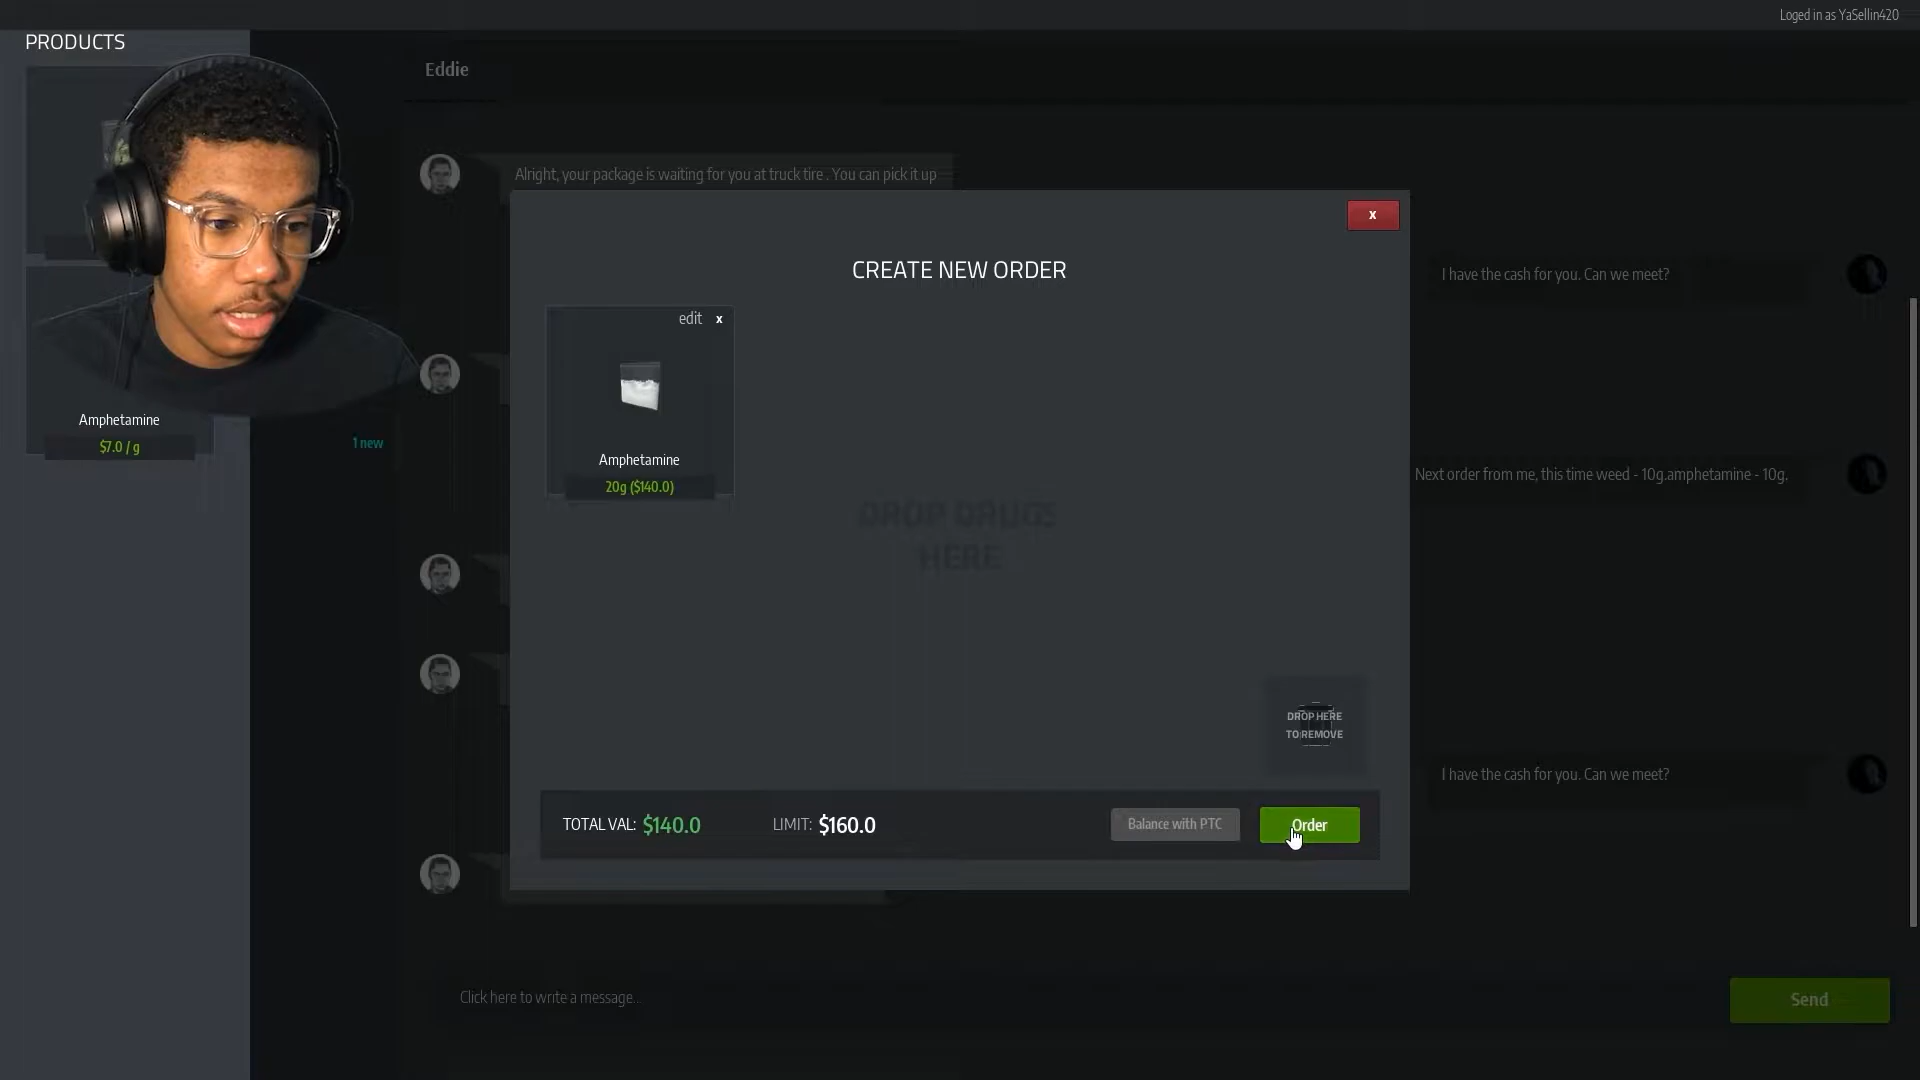 Loged in as YaSellin420
PRODUCTS
Eddie
Alright, your package is waiting for you at truck tire . You can pick it up
x
CREATE NEW ORDER
I have the cash for you. Can we meet?
edit x
Amphetamine
$7.0 / g
1 new
Amphetamine
20g ($140.0)
Next order from me, this time weed - 10g.amphetamine - 10g.
DROP DRUGS
HERE
DROP HERE
TO REMOVE
I have the cash for you. Can we meet?
TOTAL VAL: $140.0 LIMIT: $160.0 Balance with PTC Order
Click here to write a message...
Send